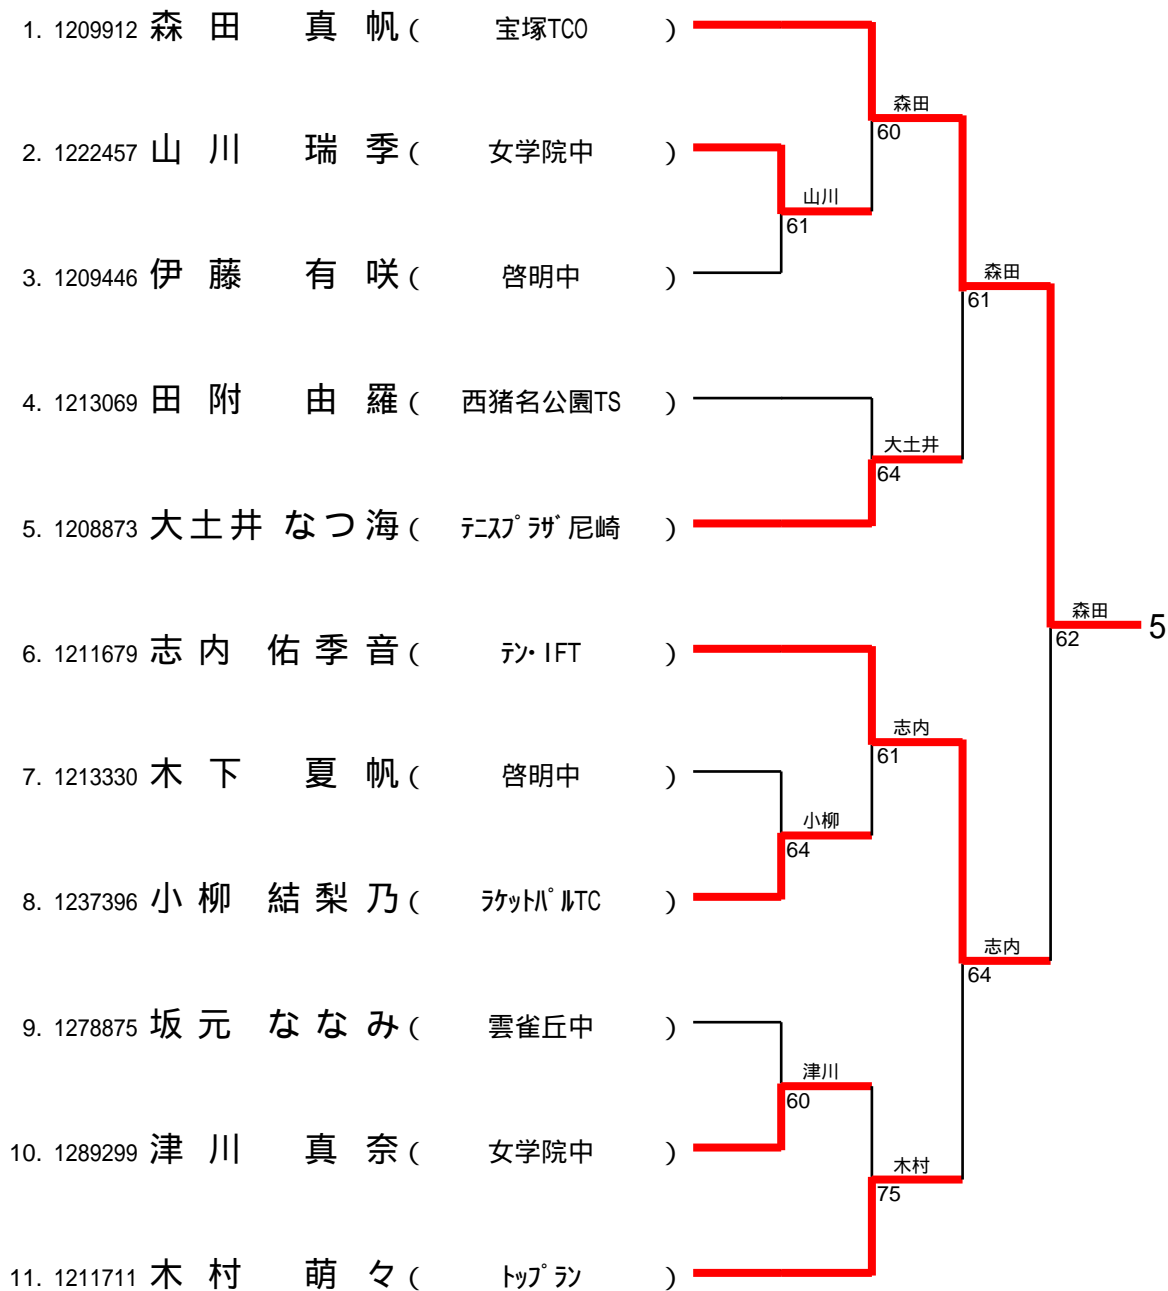 1. 1209912 森 田 真 帆 ( 宝塚TCO )
森田
60
2. 1222457 山 川 瑞 季 ( 女学院中 )
山川
61
3. 1209446 伊 藤 有 咲 ( 啓明中 )
森田
61
4. 1213069 田 附 由 羅 ( 西猪名公園TS )
大土井
64
5. 1208873 大土井 なつ海 ( ﾃﾆｽﾌﾟﾗｻﾞ尼崎 )
森田
62
5
6. 1211679 志 内 佑 季 音 ( ﾃﾝ･IFT )
志内
61
7. 1213330 木 下 夏 帆 ( 啓明中 )
小柳
64
8. 1237396 小 柳 結 梨 乃 ( ﾗｹｯﾄﾊﾟﾙTC )
志内
64
9. 1278875 坂 元 な な み ( 雲雀丘中 )
津川
60
10. 1289299 津 川 真 奈 ( 女学院中 )
木村
75
11. 1211711 木 村 萌 々 ( ﾄｯﾌﾟﾗﾝ )